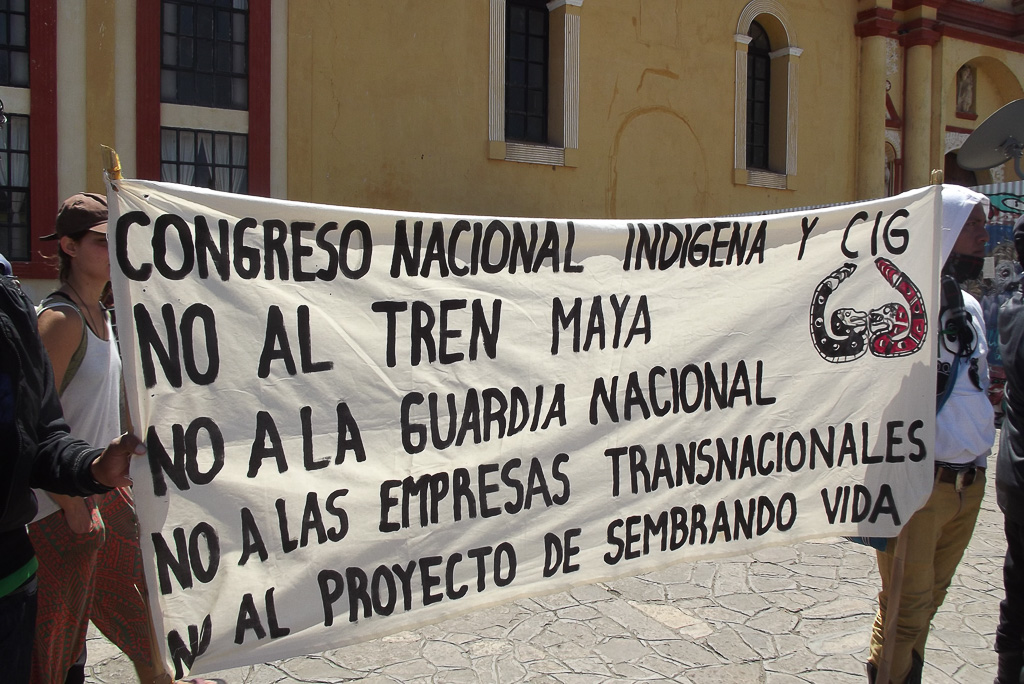 CONGRESO NACIONAL INDIGENA Y CIG
NO AL TREN MAYA
NO A LA GUARDIA NACIONAL
NO A LAS EMPRESAS TRANSNACIONALES
NO AL PROYECTO DE SEMBRANDO VIDA